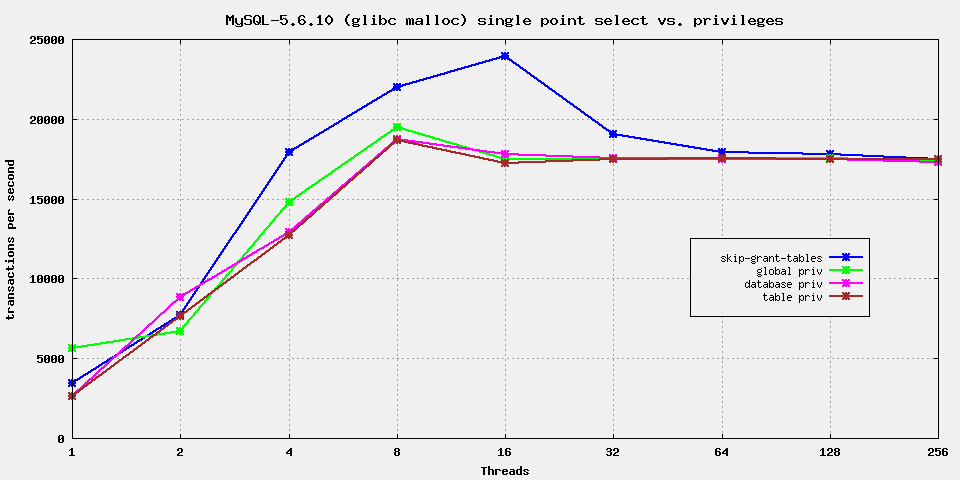 MySQL-5.6.10 (glibc malloc) single point select vs. privileges
25000
20000
15000
10000
5000
0
transactions per second
skip-grant-tables
global priv
database priv
table priv
1 2 4 8 16 32 64 128 256
Threads